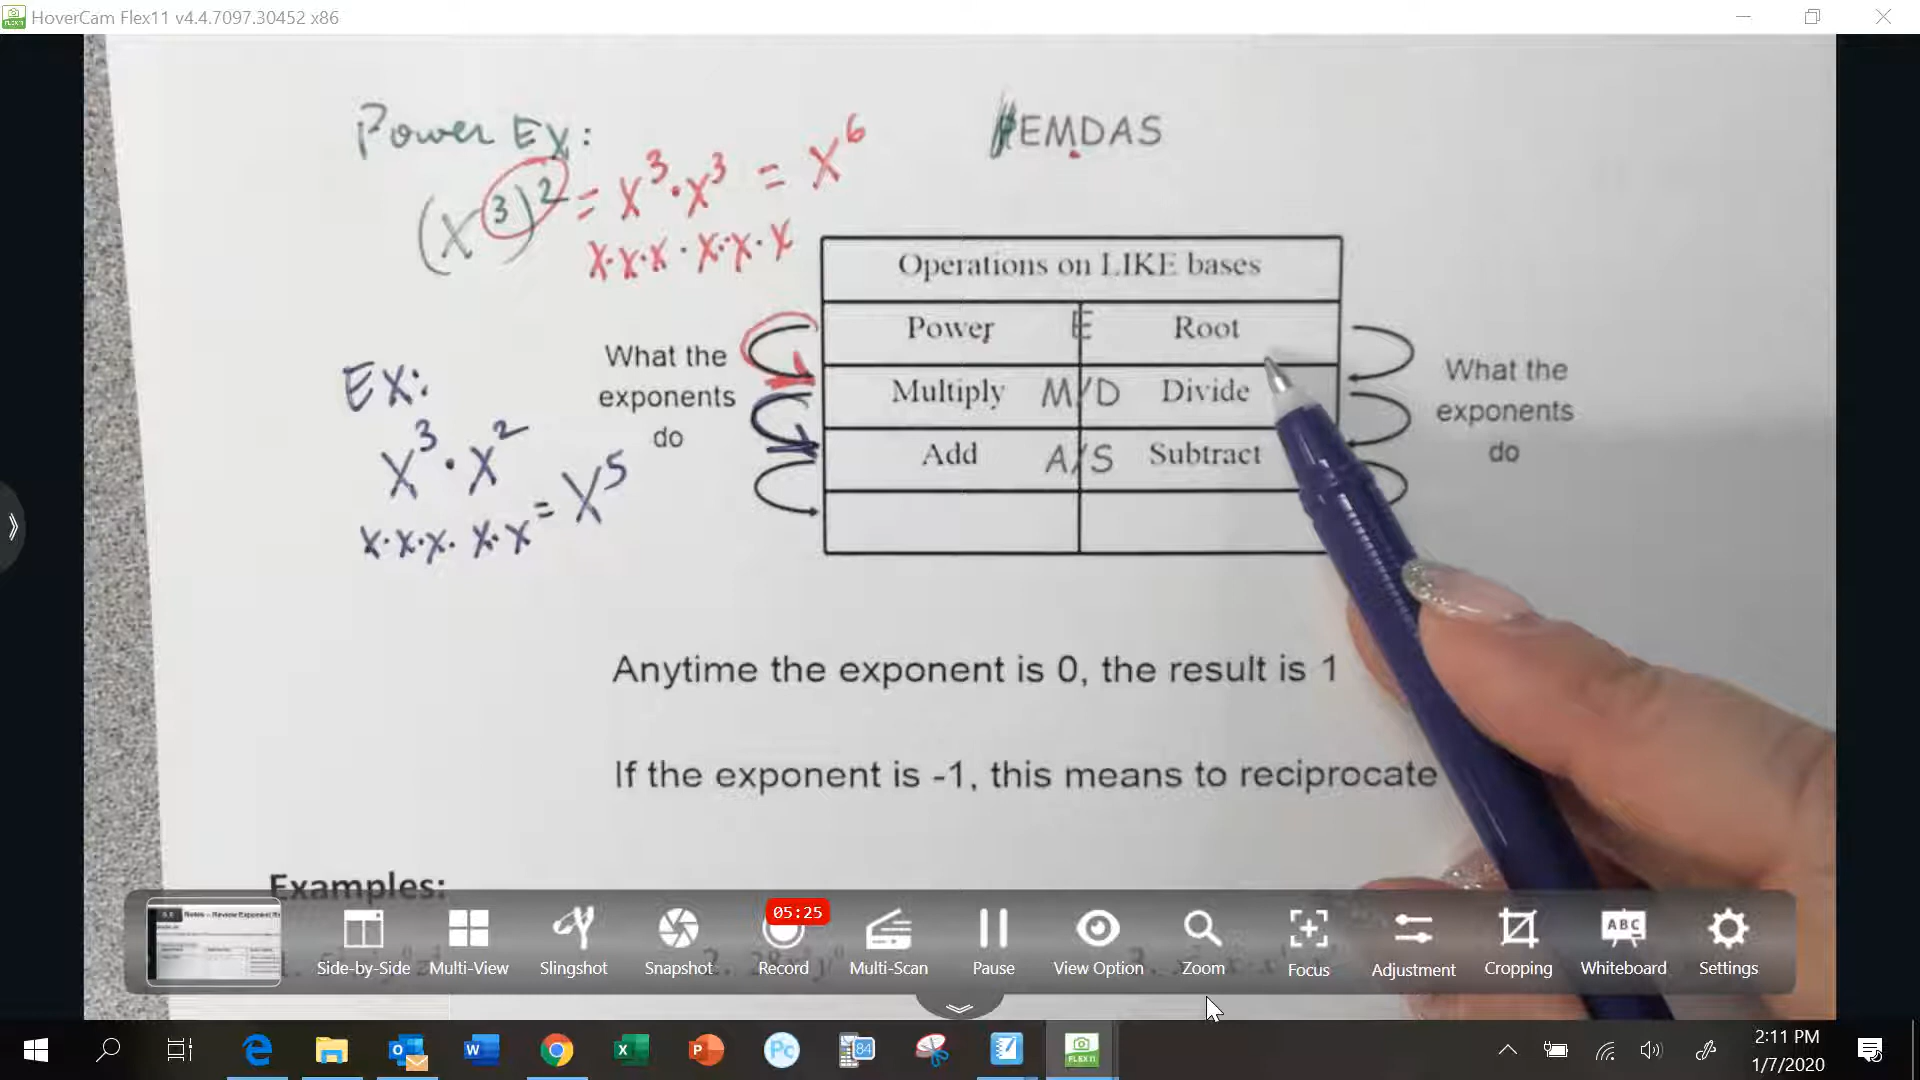 HoverCam Flex11 v4.4.7097.30452 x86
Power EX:
PEMDAS
(x³)² = x³·x³ = x⁶
x·x·x·x·x·x
Operations on LIKE bases
Power E Root
Multiply M/D Divide
Add A/S Subtract
What the
exponents
do
What the
exponents
do
EX:
x³·x²
x·x·x·x·x = x⁵
Anytime the exponent is 0, the result is 1
If the exponent is -1, this means to reciprocate
Examples:
05:25
Side-by-Side Multi-View Slingshot Snapshot Record Multi-Scan Pause View Option Zoom Focus Adjustment Cropping Whiteboard Settings
ABC
FLEX11
84
2:11 PM
1/7/2020